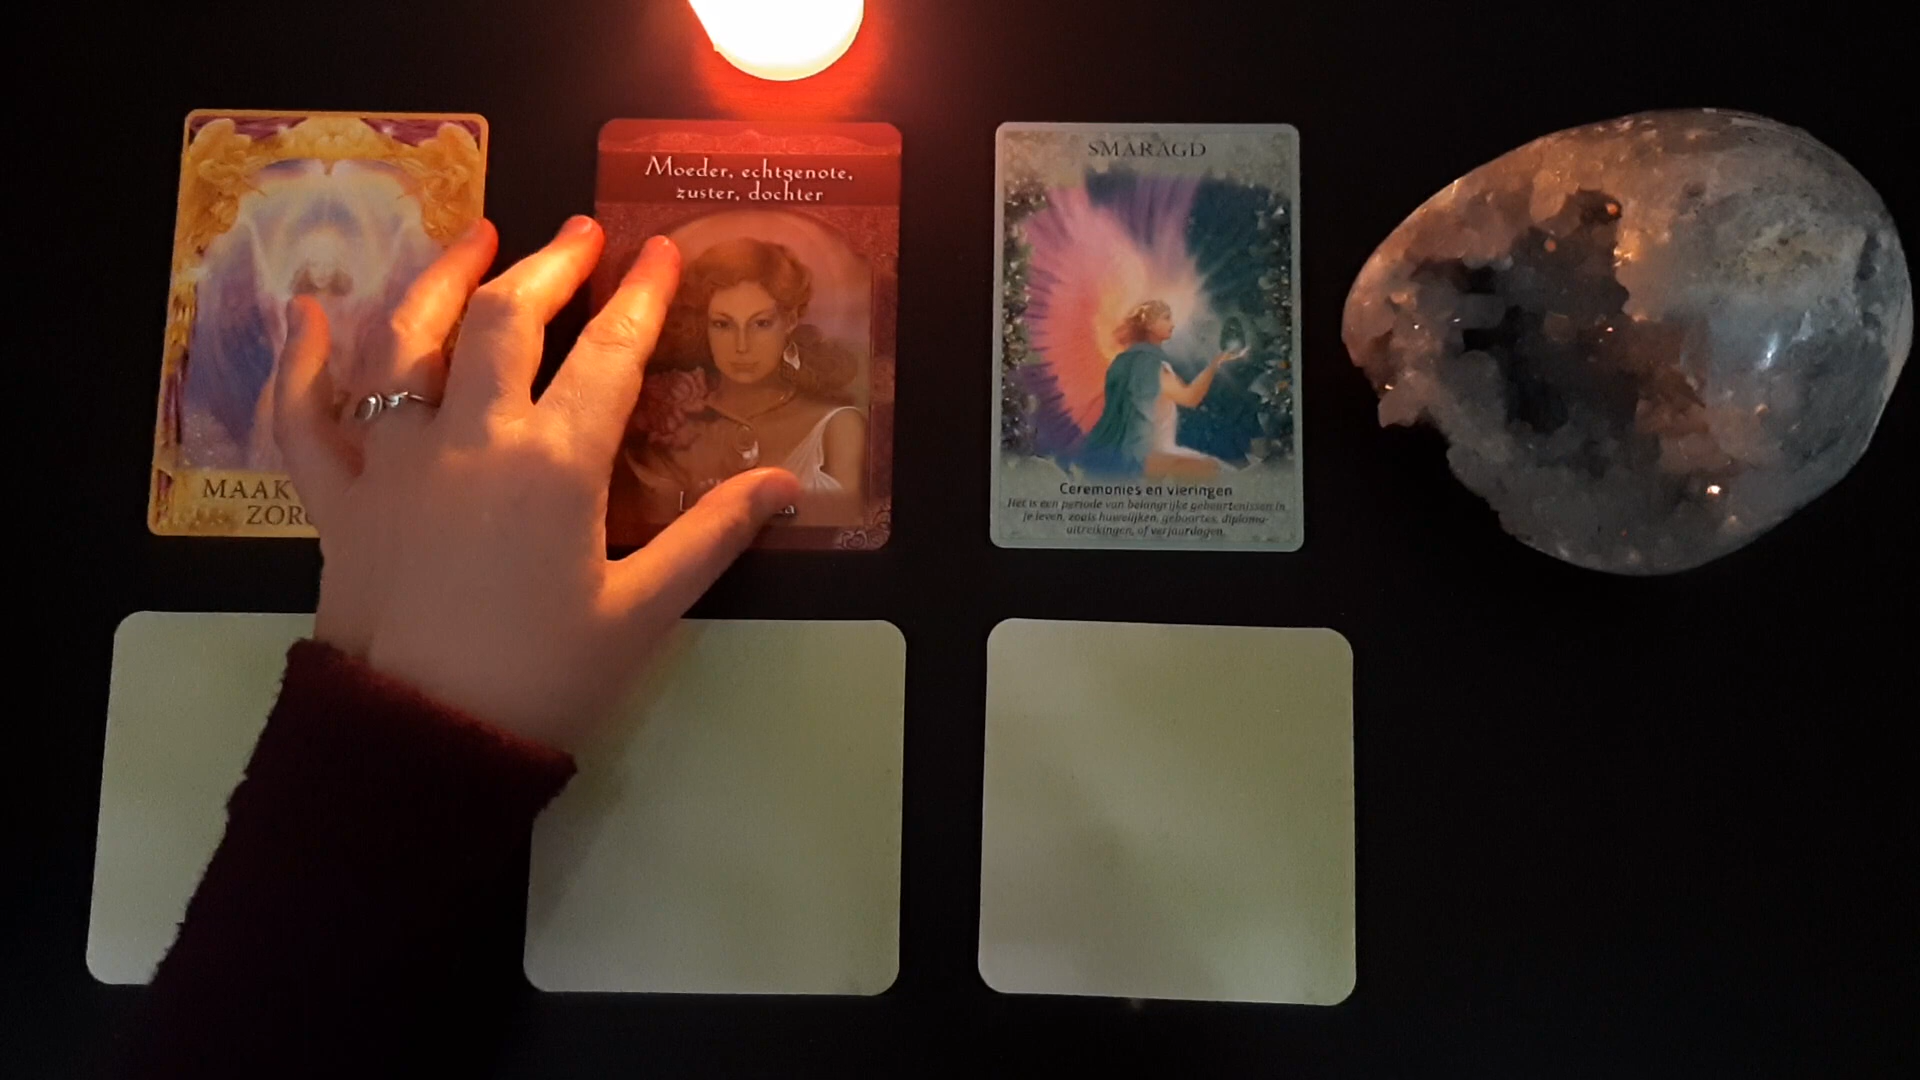 MAAK
Moeder, echtgenote,
zuster, dochter
SMARAGD
Ceremonies en vieringen
Het is een periode van belangrijke gebeurtenissen in
je leven, zoals huwelijken, geboortes, diploma-
uitreikingen, of verjaardagen.